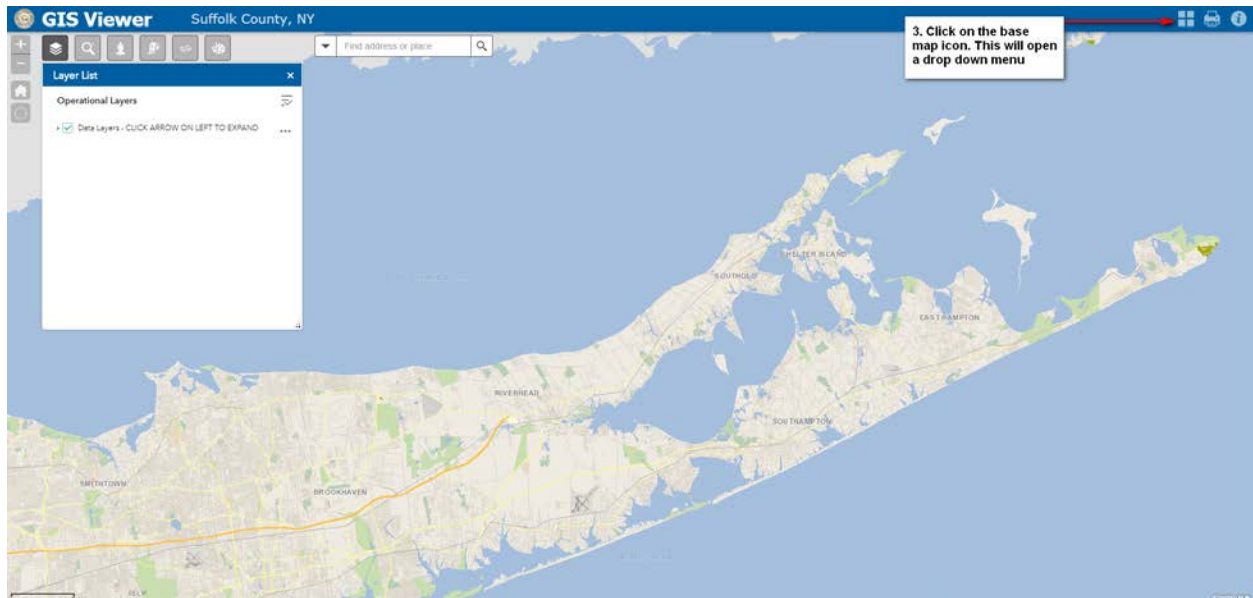 GIS Viewer
Suffolk County, NY
3. Click on the base
map icon. This will open
a drop down menu
Find address or place
Layer List
Operational Layers
Data Layers - CLICK ARROW ON LEFT TO EXPAND
SHELTER ISLAND
SOUTHOLD
EAST HAMPTON
RIVERHEAD
SOUTHAMPTON
SMITHTOWN
BROOKHAVEN